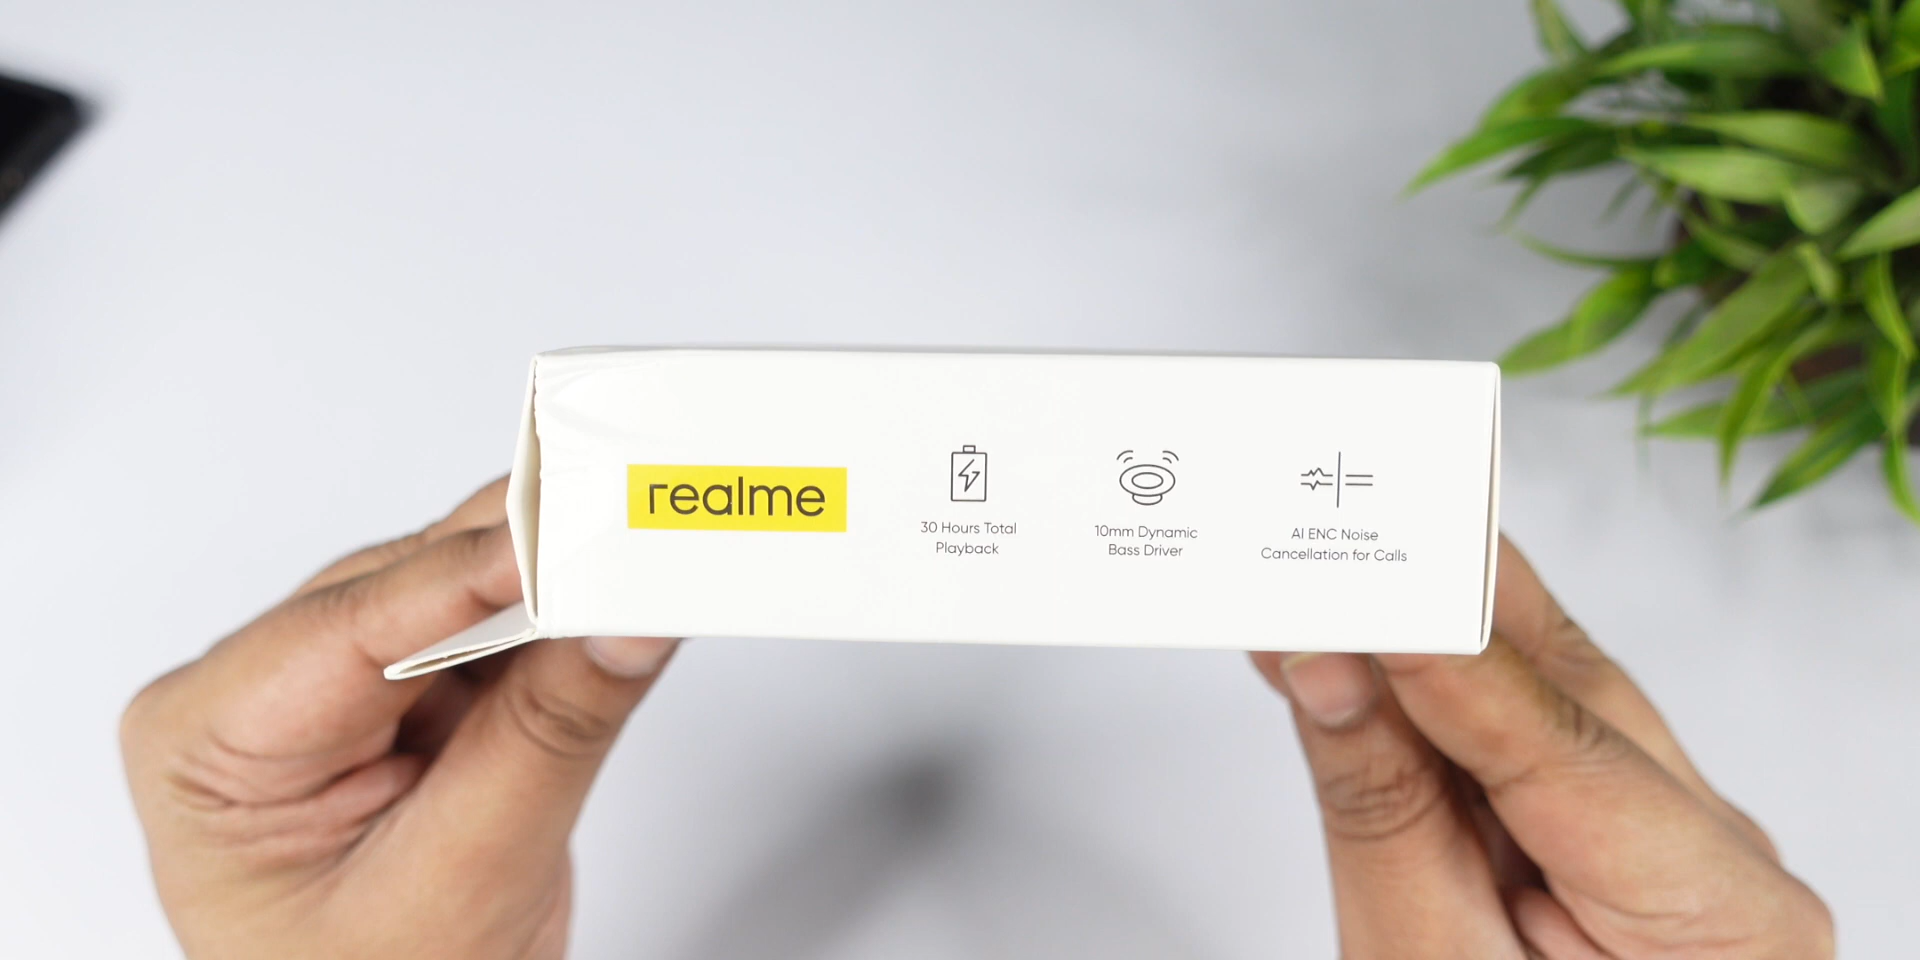 realme
30 Hours Total
Playback
10mm Dynamic
Bass Driver
AI ENC Noise
Cancellation for Calls